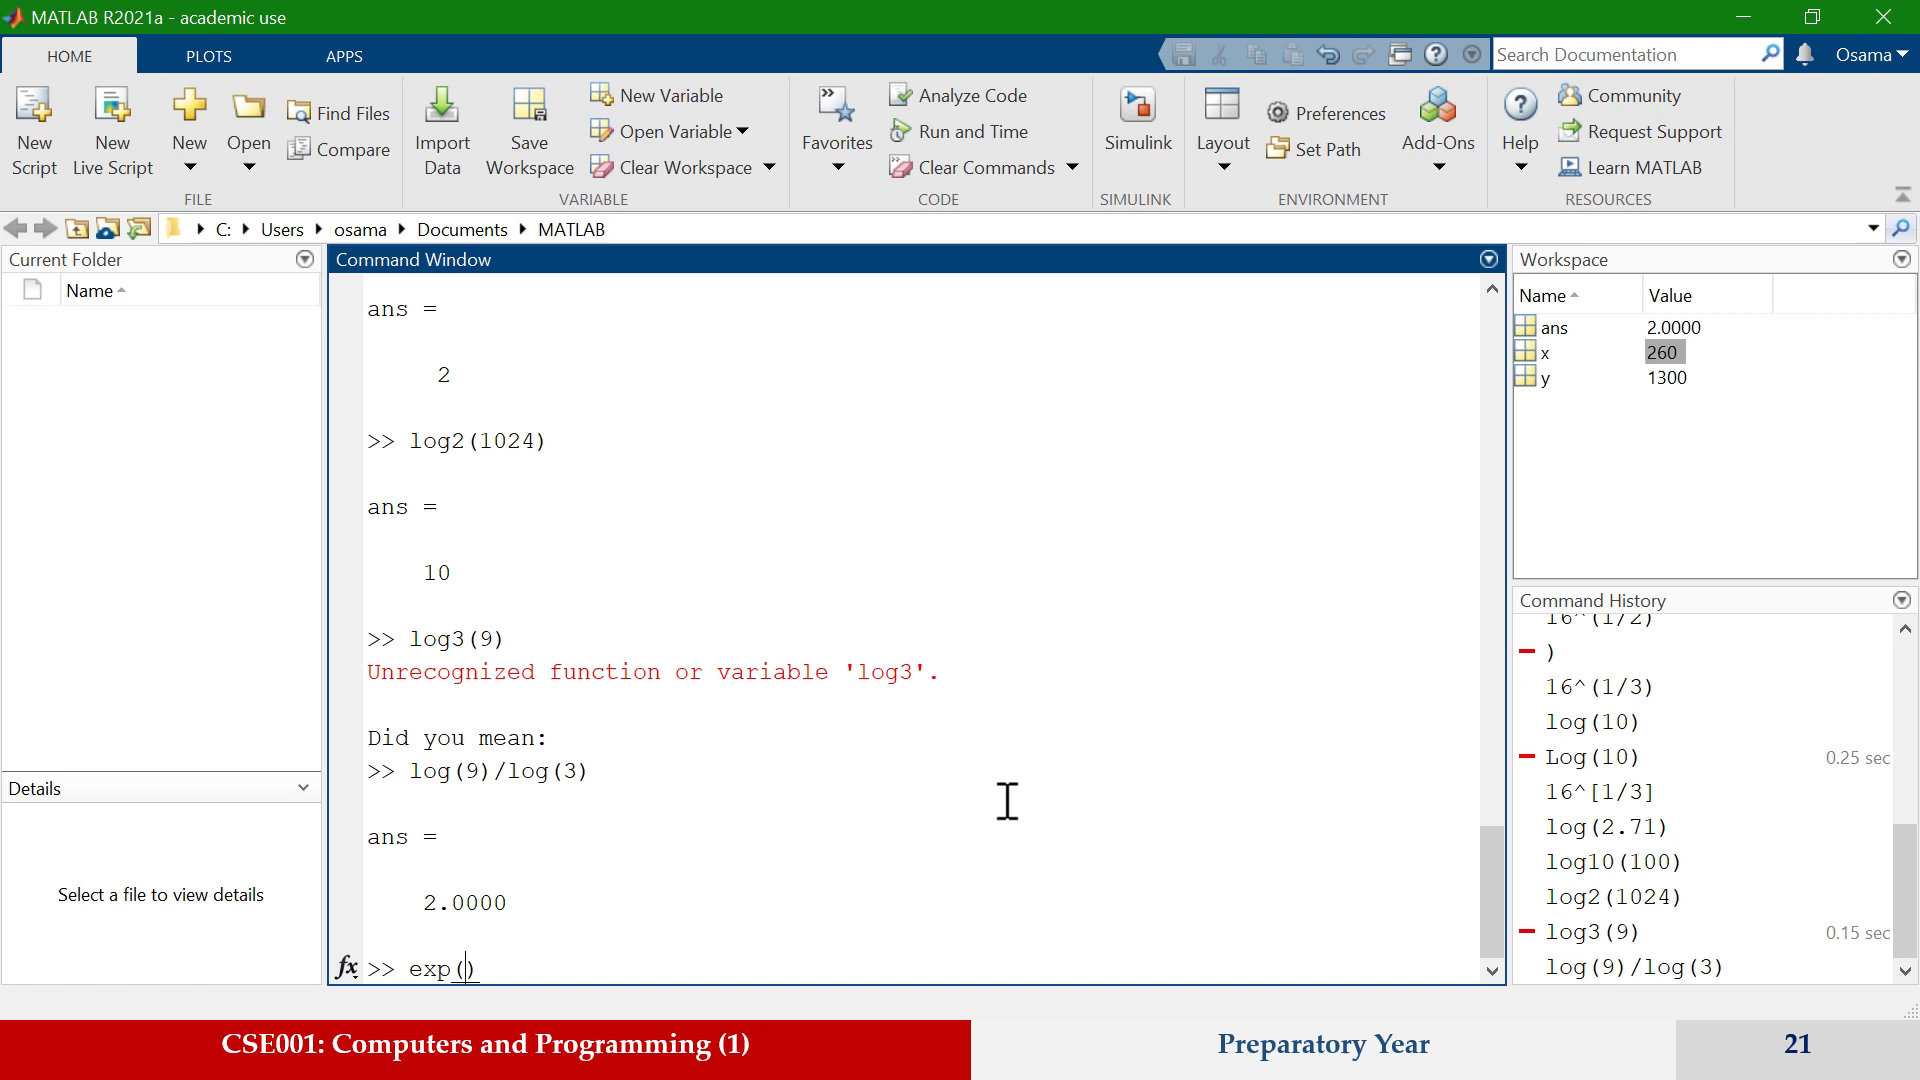 MATLAB R2021a - academic use
HOME PLOTS APPS
Search Documentation
Osama
New Script
New Live Script
New
Open
Find Files
Compare
FILE
Import Data
Save Workspace
New Variable
Open Variable
Clear Workspace
VARIABLE
Favorites
Analyze Code
Run and Time
Clear Commands
CODE
Simulink
SIMULINK
Layout
Preferences
Set Path
Add-Ons
ENVIRONMENT
Help
Community
Request Support
Learn MATLAB
RESOURCES
C: Users osama Documents MATLAB
Current Folder
Name
Details
Select a file to view details
Command Window
ans =
2
>> log2(1024)
ans =
10
>> log3(9)
Unrecognized function or variable 'log3'.
Did you mean:
>> log(9)/log(3)
ans =
2.0000
fx >> exp()
Workspace
Name Value
ans 2.0000
x 260
y 1300
Command History
16^(1/2)
)
16^(1/3)
log(10)
Log(10) 0.25 sec
16^[1/3]
log(2.71)
log10(100)
log2(1024)
log3(9) 0.15 sec
log(9)/log(3)
CSE001: Computers and Programming (1)
Preparatory Year
21